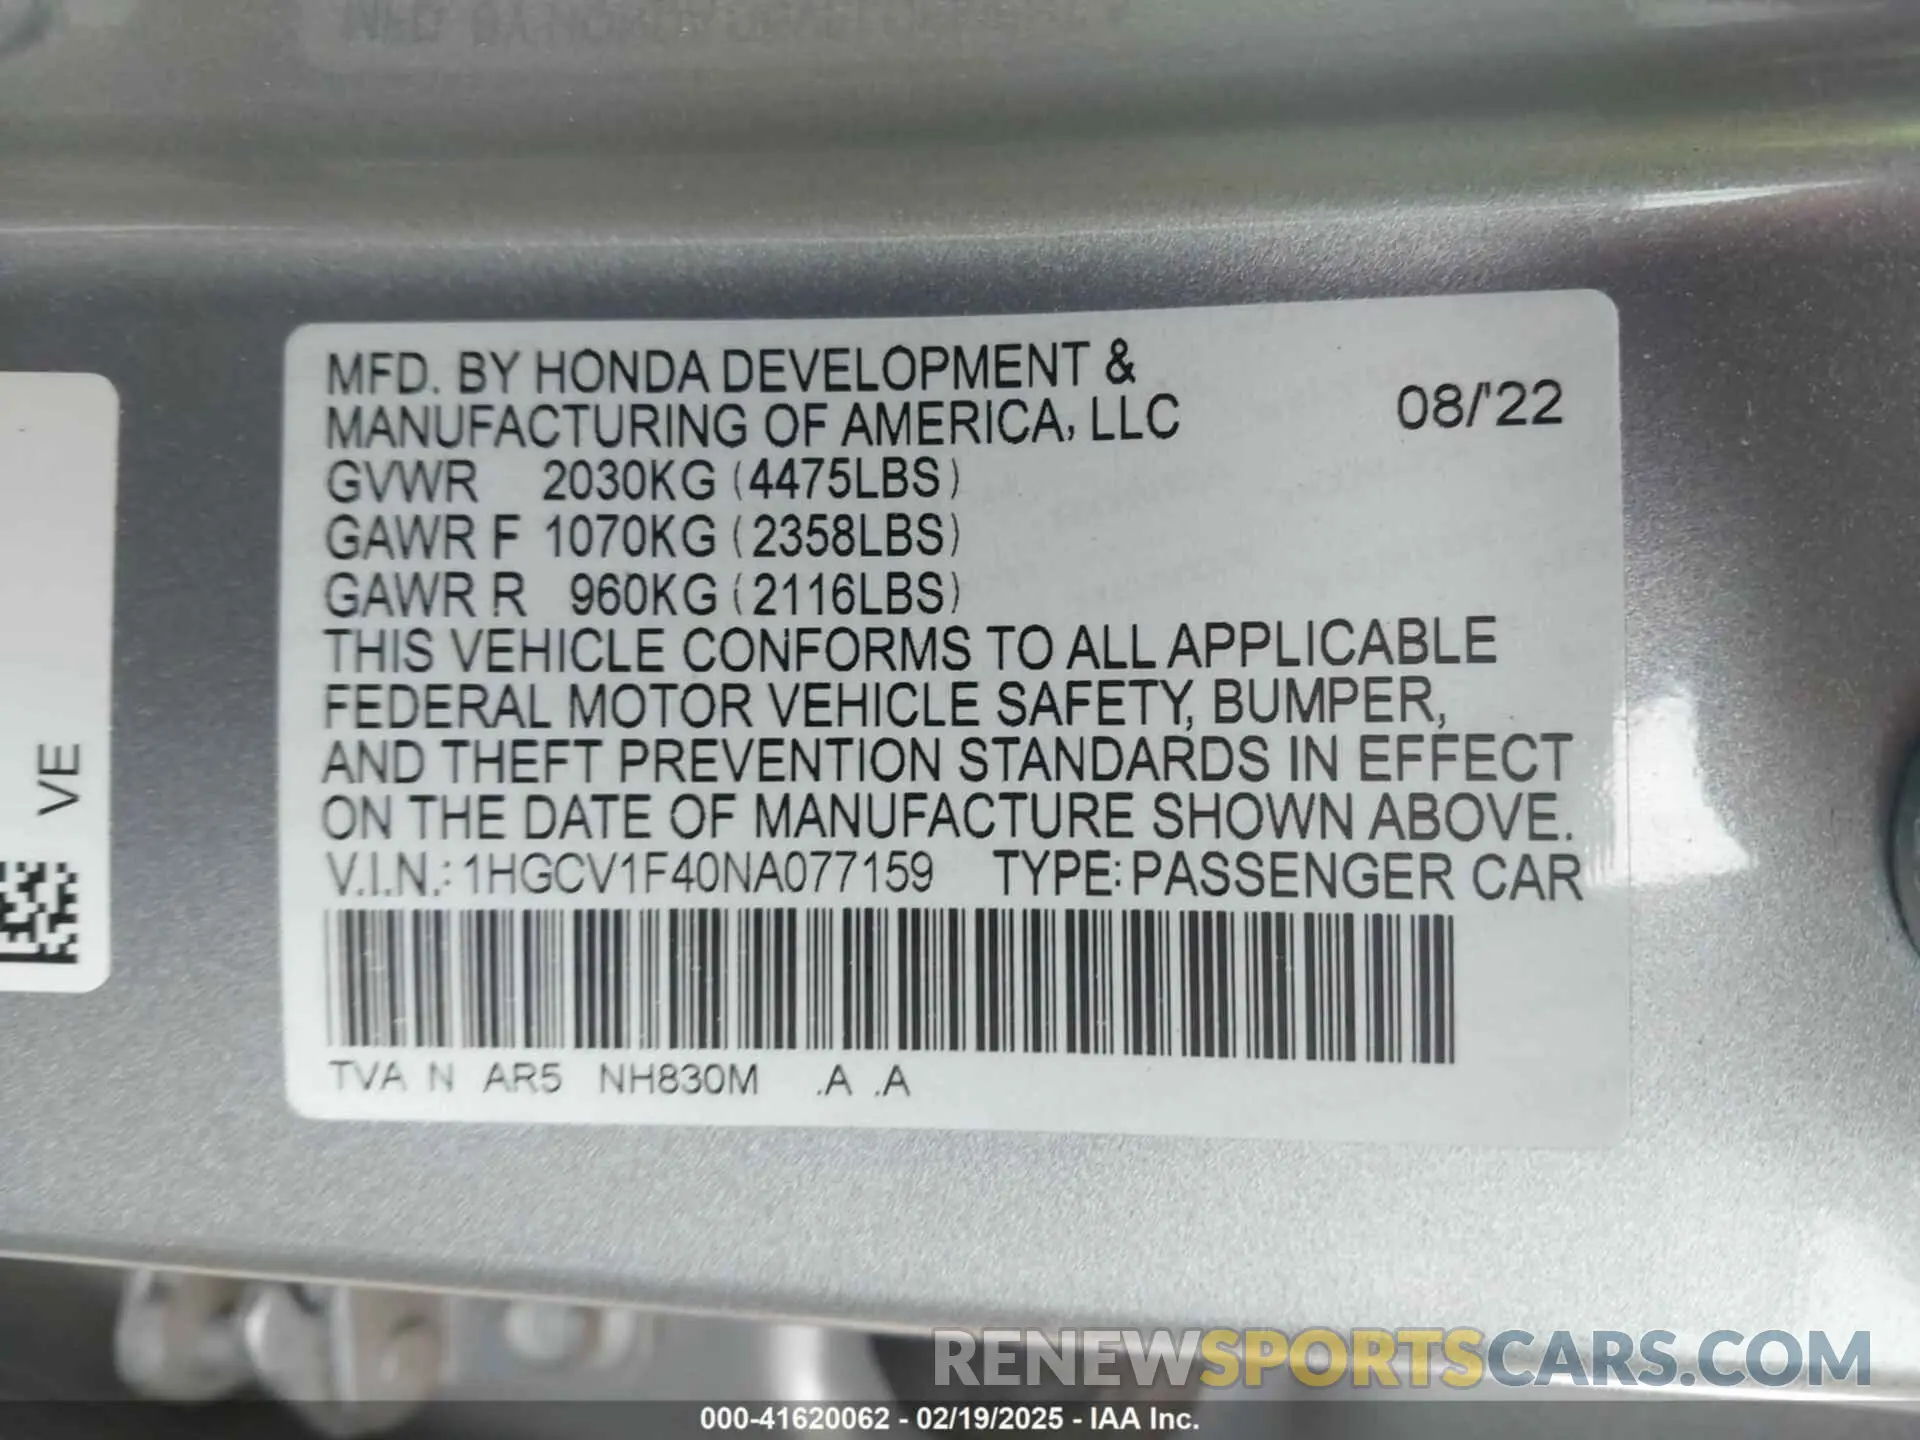 MFD. BY HONDA DEVELOPMENT &
MANUFACTURING OF AMERICA, LLC 08/'22
GVWR 2030KG (4475LBS)
GAWR F 1070KG (2358LBS)
GAWR R 960KG (2116LBS)
THIS VEHICLE CONFORMS TO ALL APPLICABLE
FEDERAL MOTOR VEHICLE SAFETY, BUMPER,
AND THEFT PREVENTION STANDARDS IN EFFECT
ON THE DATE OF MANUFACTURE SHOWN ABOVE.
V.I.N.: 1HGCV1F40NA077159 TYPE: PASSENGER CAR
TVA N AR5 NH830M .A .A
VE
RENEWSPORTSCARS.COM
000-41620062 - 02/19/2025 - IAA Inc.